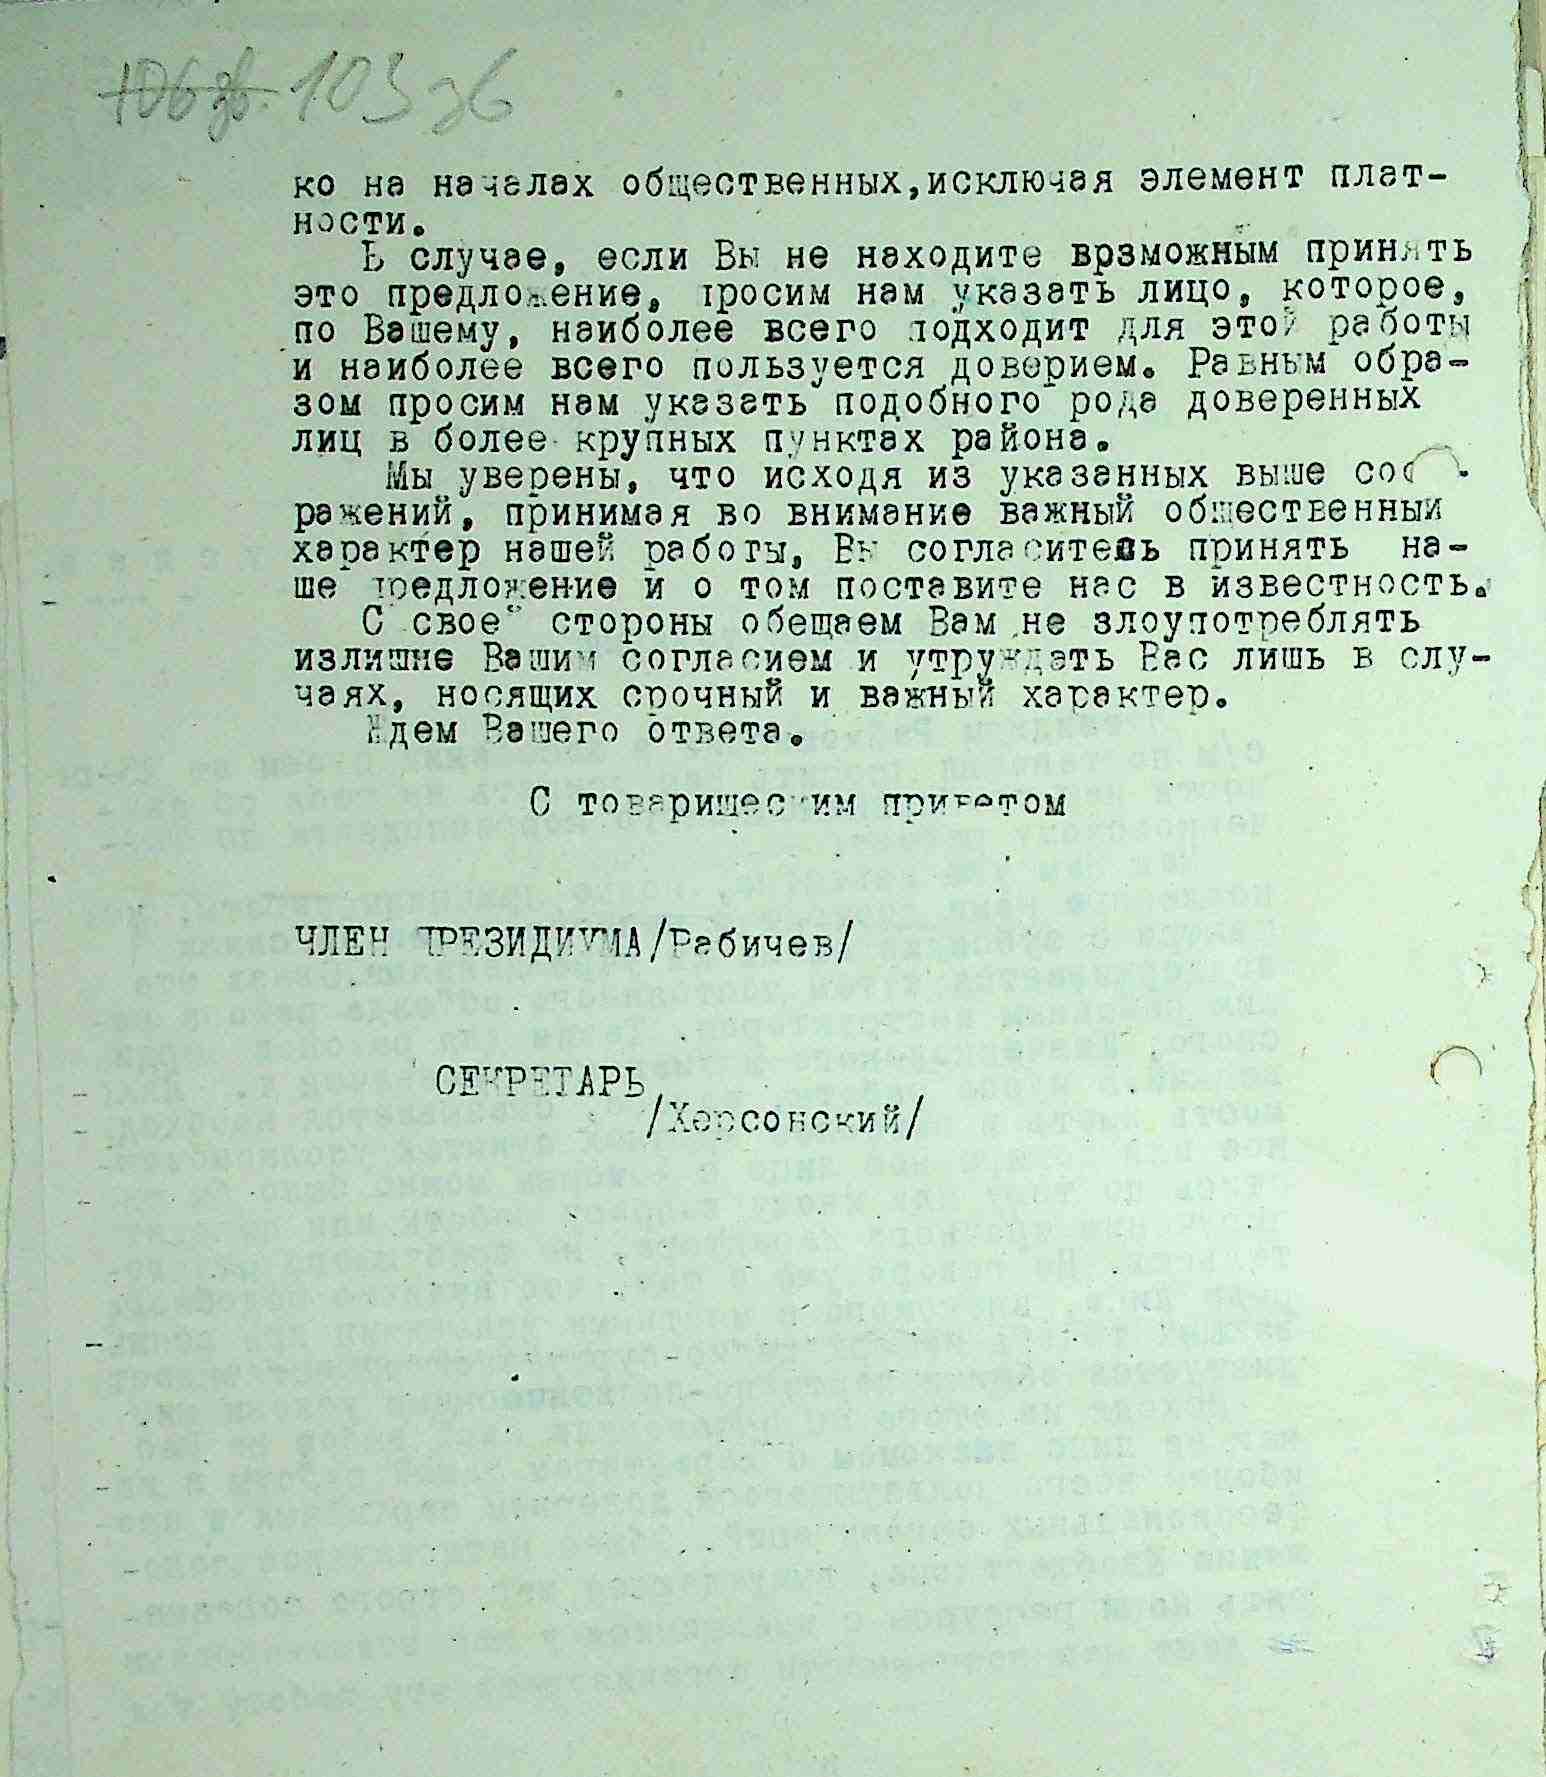 106 зв. 103 зв
ко на началах общественных,исключая элемент плат-
ности.
В случае, если Вы не находите врзможным принять
это предложение, просим нам указать лицо, которое,
по Вашему, наиболее всего подходит для этой работы
и наиболее всего пользуется доверием. Равным обра-
зом просим нам указать подобного рода доверенных
лиц в более крупных пунктах района.
Мы уверены, что исходя из указанных выше сооб-
ражений, принимая во внимание важный общественный
характер нашей работы, Вы согласитесь принять на-
ше предложение и о том поставите нас в известность.
С своей стороны обещаем Вам не злоупотреблять
излишне Вашим согласием и утруждать Вас лишь в слу-
чаях, носящих срочный и важный характер.
Ждем Вашего ответа.
С товарищеским приветом
ЧЛЕН ПРЕЗИДИУМА/Рабичев/
СЕКРЕТАРЬ
/Херсонский/